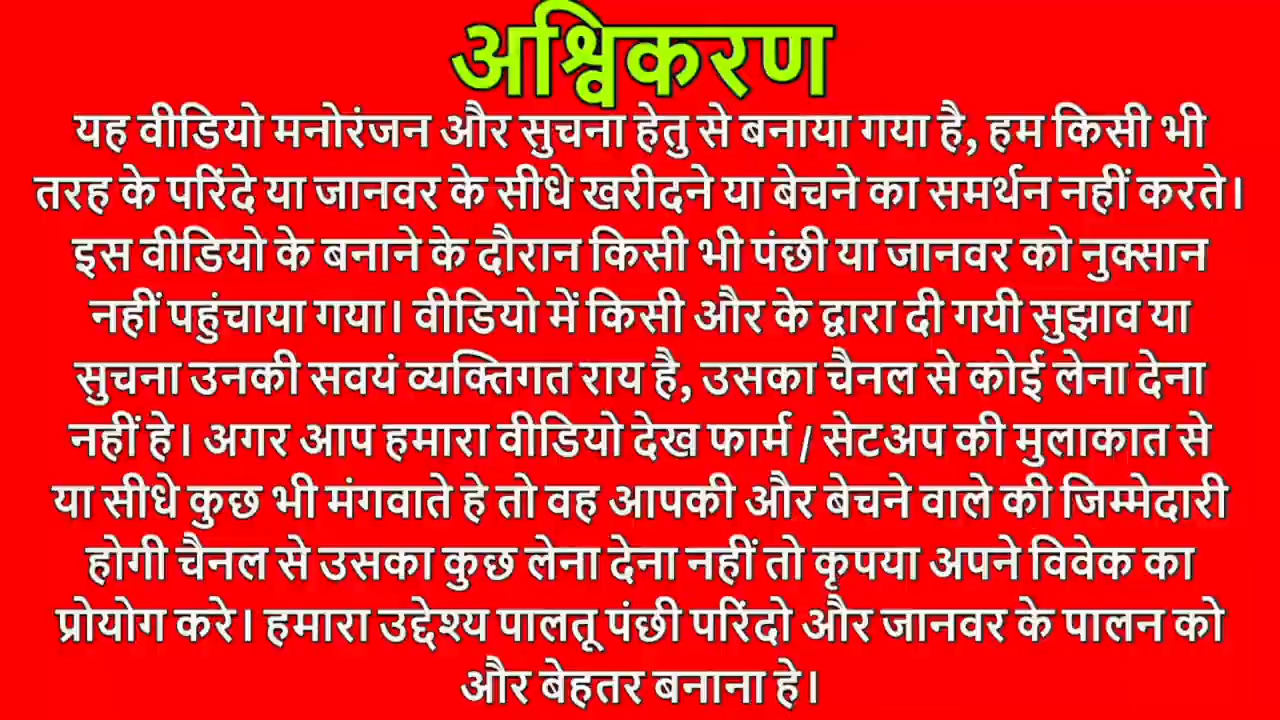 अश्विकरण
यह वीडियो मनोरंजन और सुचना हेतु से बनाया गया है, हम किसी भी
तरह के परिंदे या जानवर के सीधे खरीदने या बेचने का समर्थन नहीं करते।
इस वीडियो के बनाने के दौरान किसी भी पंछी या जानवर को नुक्सान
नहीं पहुंचाया गया। वीडियो में किसी और के द्वारा दी गयी सुझाव या
सुचना उनकी सवयं व्यक्तिगत राय है, उसका चैनल से कोई लेना देना
नहीं हे। अगर आप हमारा वीडियो देख फार्म / सेटअप की मुलाकात से
या सीधे कुछ भी मंगवाते हे तो वह आपकी और बेचने वाले की जिम्मेदारी
होगी चैनल से उसका कुछ लेना देना नहीं तो कृपया अपने विवेक का
प्रोयोग करे। हमारा उद्देश्य पालतू पंछी परिंदो और जानवर के पालन को
और बेहतर बनाना हे।